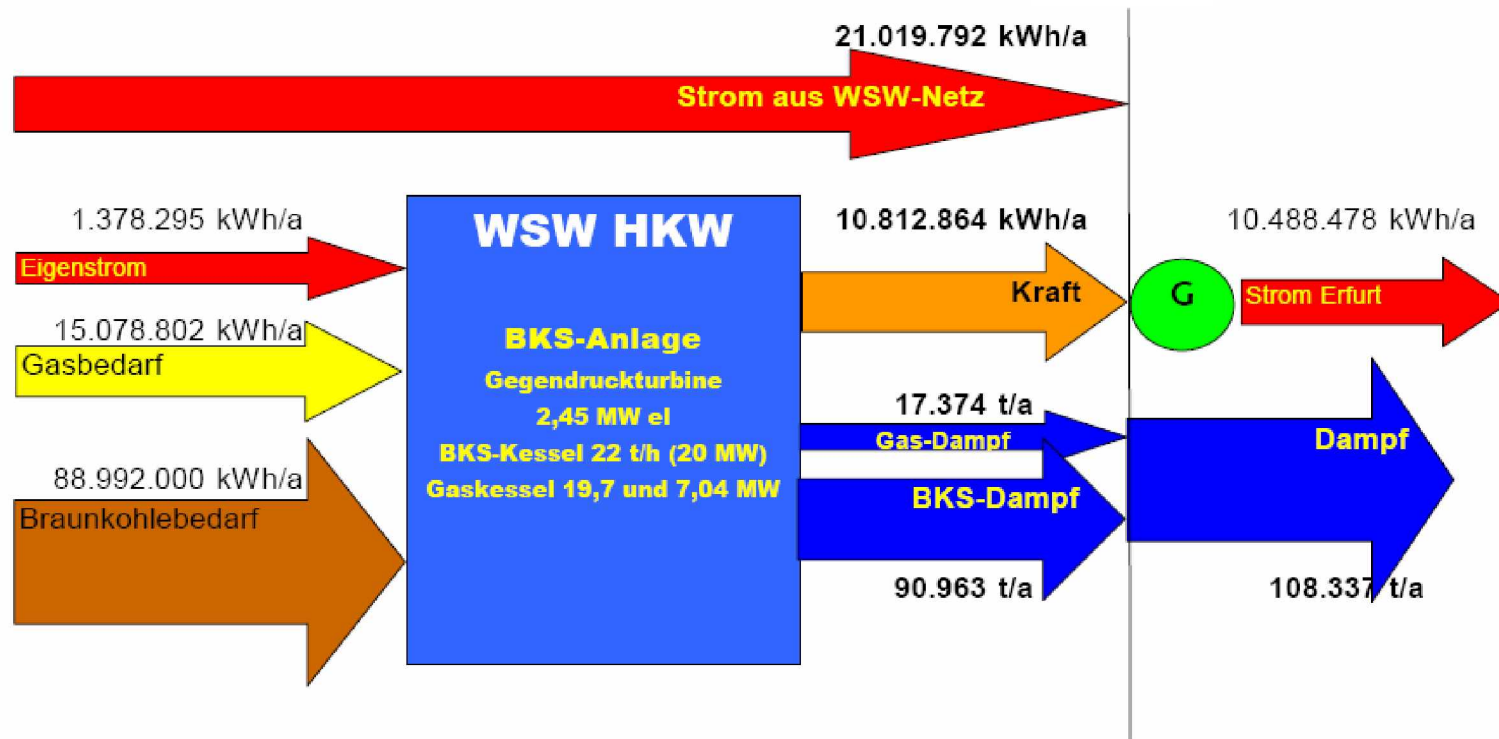 21.019.792 kWh/a
Strom aus WSW-Netz
1.378.295 kWh/a
Eigenstrom
15.078.802 kWh/a
Gasbedarf
88.992.000 kWh/a
Braunkohlebedarf
WSW HKW
BKS-Anlage
Gegendruckturbine
2,45 MW el
BKS-Kessel 22 t/h (20 MW)
Gaskessel 19,7 und 7,04 MW
10.812.864 kWh/a
Kraft
17.374 t/a
Gas-Dampf
BKS-Dampf
90.963 t/a
G
10.488.478 kWh/a
Strom Erfurt
Dampf
108.337 t/a